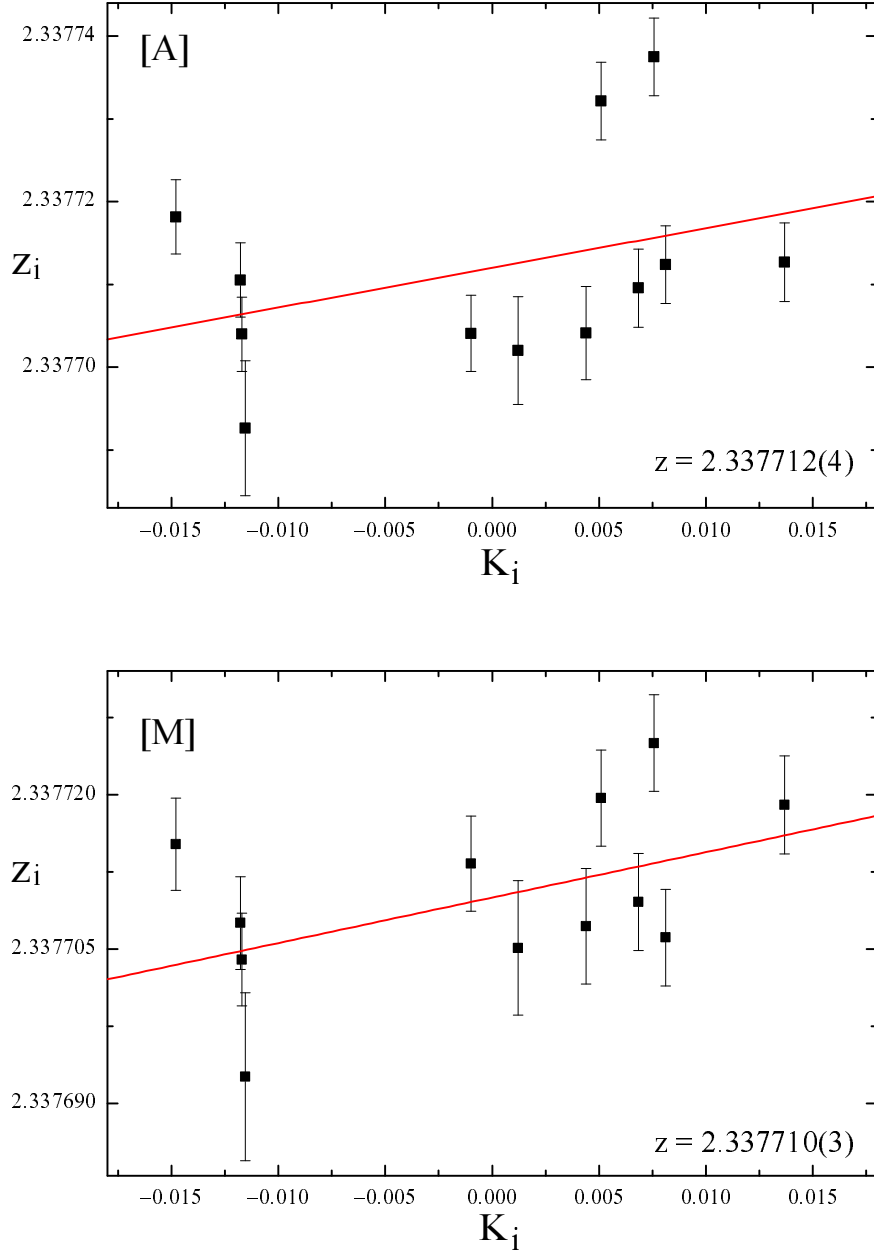 [A]
2.33774
2.33772
z_i
2.33770
z = 2.337712(4)
−0.015 −0.010 −0.005 0.000 0.005 0.010 0.015
K_i
[M]
2.337720
z_i
2.337705
2.337690
z = 2.337710(3)
−0.015 −0.010 −0.005 0.000 0.005 0.010 0.015
K_i